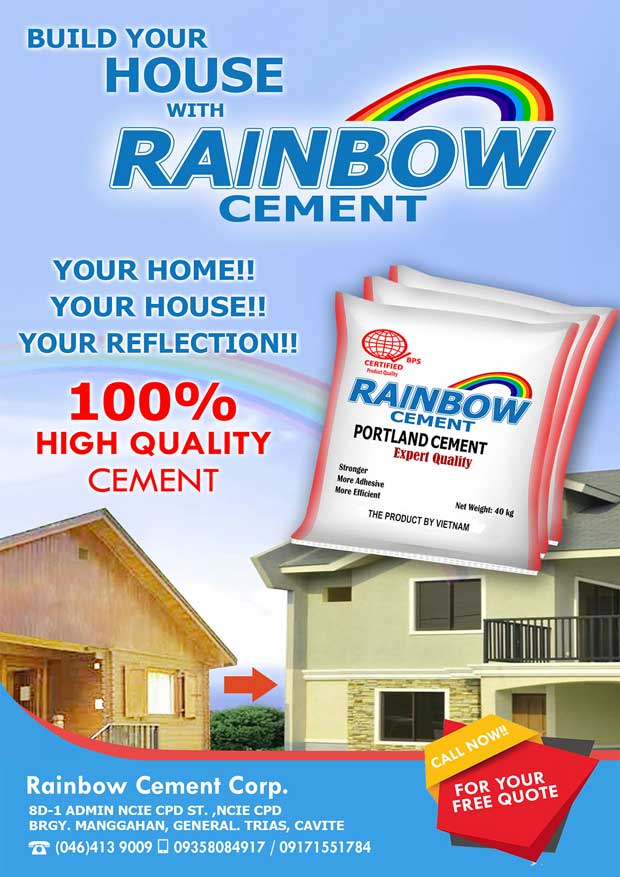 BUILD YOUR
HOUSE
WITH
RAINBOW
CEMENT
YOUR HOME!!
YOUR HOUSE!!
YOUR REFLECTION!!
100%
HIGH QUALITY
CEMENT
CERTIFIED BPS
Product Quality
RAINBOW
CEMENT
PORTLAND CEMENT
Expert Quality
Stronger
More Adhesive
More Efficient
Net Weight: 40 kg
THE PRODUCT BY VIETNAM
CALL NOW!!
FOR YOUR
FREE QUOTE
Rainbow Cement Corp.
8D-1 ADMIN NCIE CPD ST. ,NCIE CPD
BRGY. MANGGAHAN, GENERAL. TRIAS, CAVITE
(046)413 9009 09358084917 / 09171551784